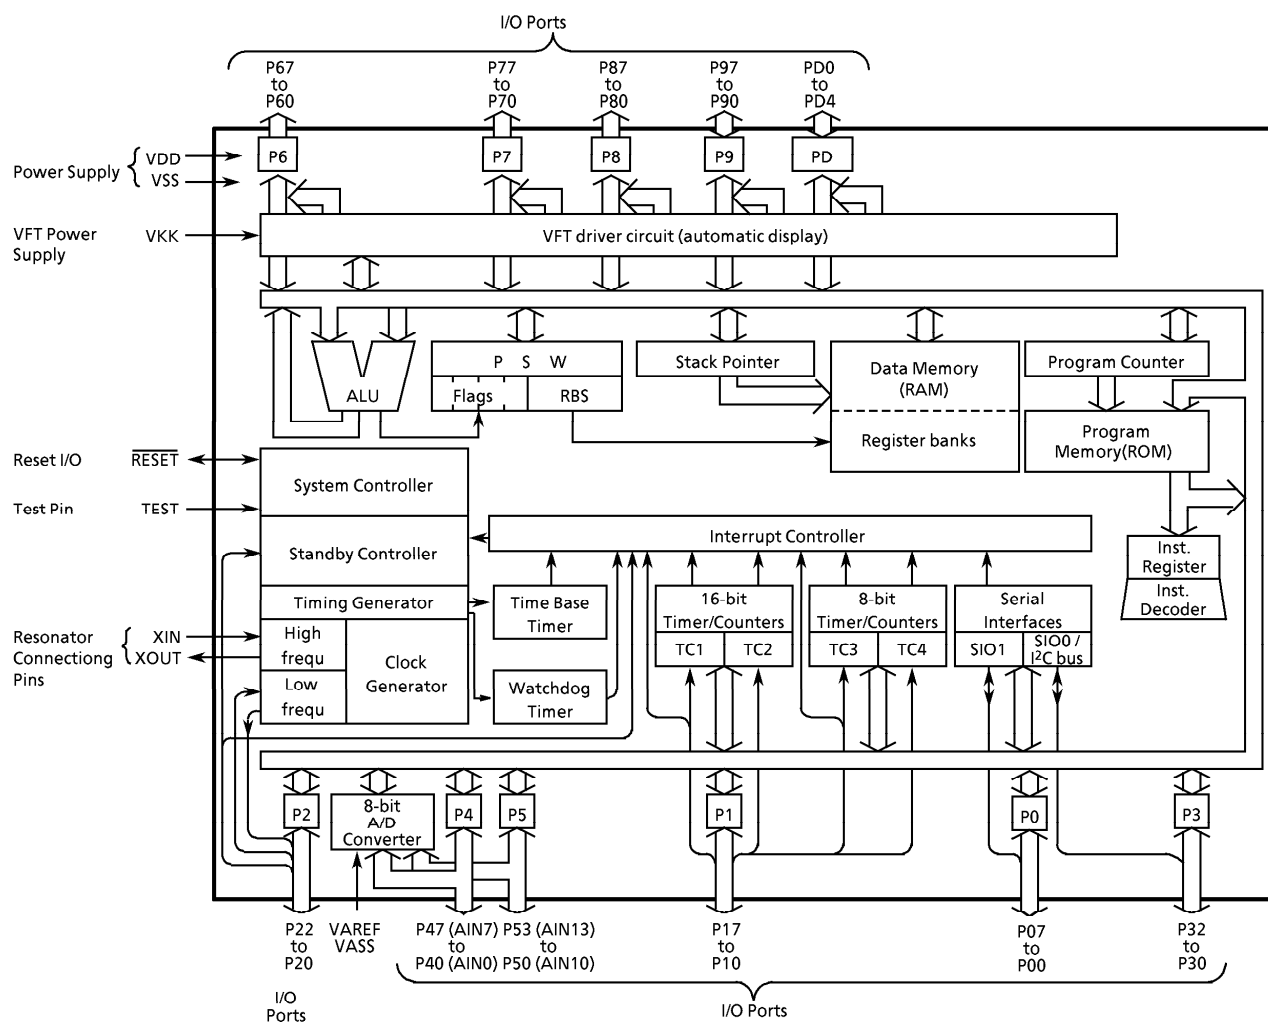 I/O Ports
P67 P77 P87 P97 PD0
to to to to to
P60 P70 P80 P90 PD4
P6 P7 P8 P9 PD
VDD
Power Supply
VSS
VFT Power VKK VFT driver circuit (automatic display)
Supply
P S W Stack Pointer Data Memory Program Counter
(RAM)
ALU Flags RBS
Register banks Program
Memory(ROM)
Reset I/O RESET
System Controller
Test Pin TEST
Interrupt Controller
Standby Controller
Inst.
Register
Inst.
Decoder
Timing Generator Time Base 16-bit 8-bit Serial
Timer Timer/Counters Timer/Counters Interfaces
Resonator XIN High
Connectiong XOUT frequ
Pins
TC1 TC2 TC3 TC4 SIO1 SIO0 /
I²C bus
Clock
Generator
Low
frequ
Watchdog
Timer
P2 8-bit P4 P5 P1 P0 P3
A/D
Converter
P22 VAREF P47 (AIN7) P53 (AIN13) P17 P07 P32
to VASS to to to to to
P20 P40 (AIN0) P50 (AIN10) P10 P00 P30
I/O
Ports
I/O Ports